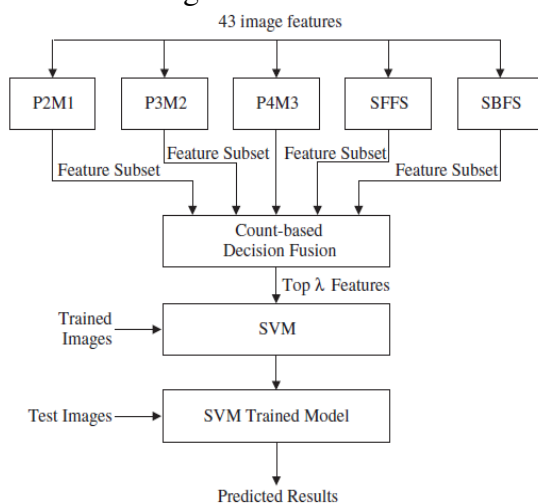 43 image features
P2M1
P3M2
P4M3
SFFS
SBFS
Feature Subset
Feature Subset
Feature Subset
Feature Subset
Count-based
Decision Fusion
Top λ Features
Trained
Images
SVM
Test Images
SVM Trained Model
Predicted Results